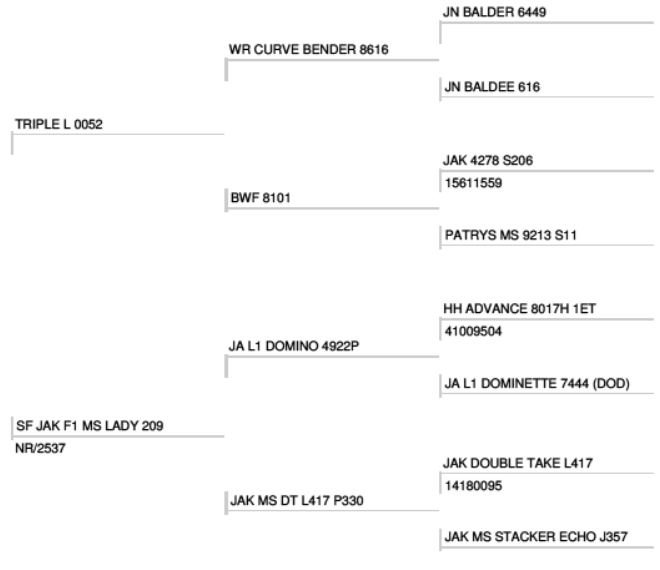 JN BALDER 6449
WR CURVE BENDER 8616
JN BALDEE 616
TRIPLE L 0052
JAK 4278 S206
15611559
BWF 8101
PATRYS MS 9213 S11
HH ADVANCE 8017H 1ET
41009504
JA L1 DOMINO 4922P
JA L1 DOMINETTE 7444 (DOD)
SF JAK F1 MS LADY 209
NR/2537
JAK DOUBLE TAKE L417
14180095
JAK MS DT L417 P330
JAK MS STACKER ECHO J357